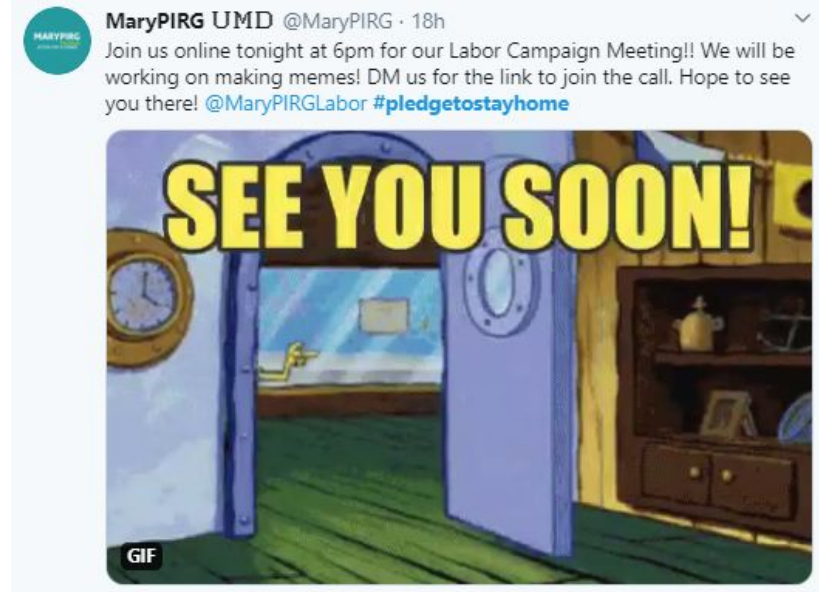 MARYPIRG
MaryPIRG UMD @MaryPIRG · 18h
Join us online tonight at 6pm for our Labor Campaign Meeting!! We will be
working on making memes! DM us for the link to join the call. Hope to see
you there! @MaryPIRGLabor #pledgetostayhome
SEE YOU SOON!
GIF